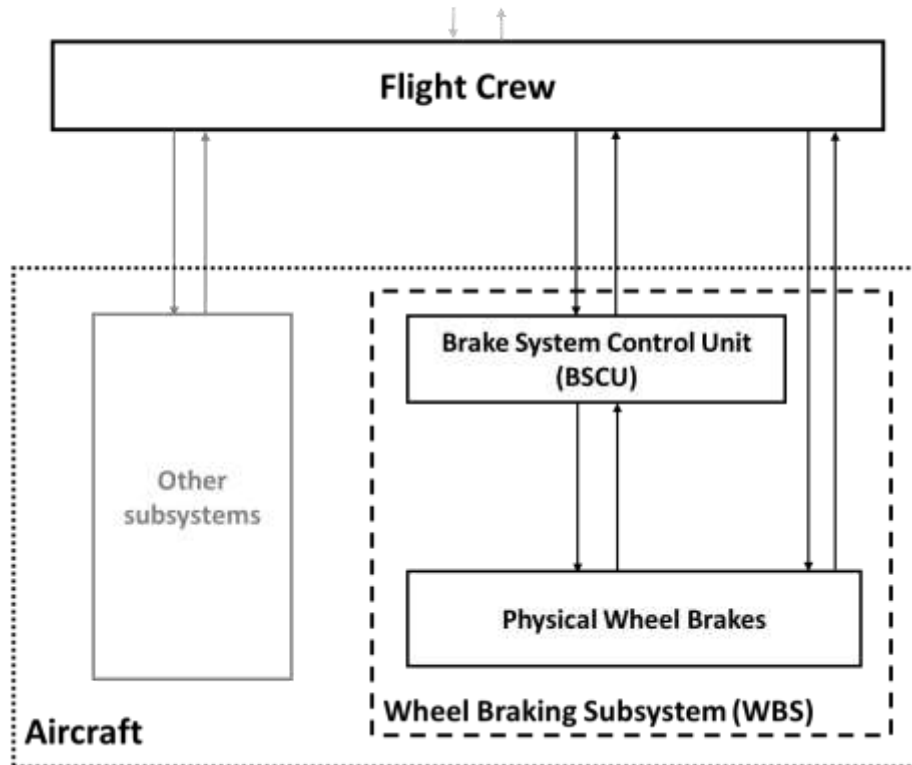 Flight Crew
Brake System Control Unit
(BSCU)
Other
subsystems
Physical Wheel Brakes
Wheel Braking Subsystem (WBS)
Aircraft